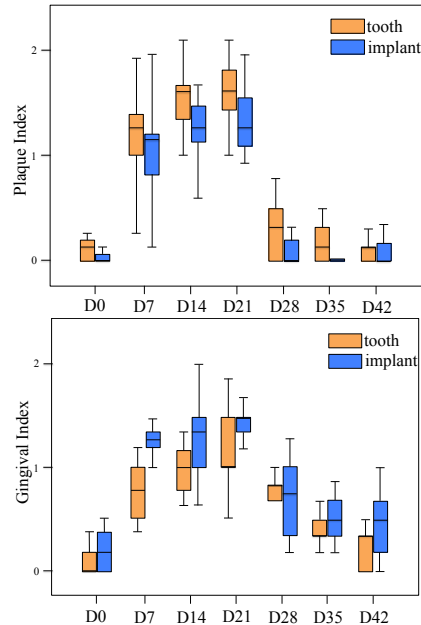 tooth
implant
Plaque Index
2
1
0
D0 D7 D14 D21 D28 D35 D42
tooth
implant
Gingival Index
2
1
0
D0 D7 D14 D21 D28 D35 D42